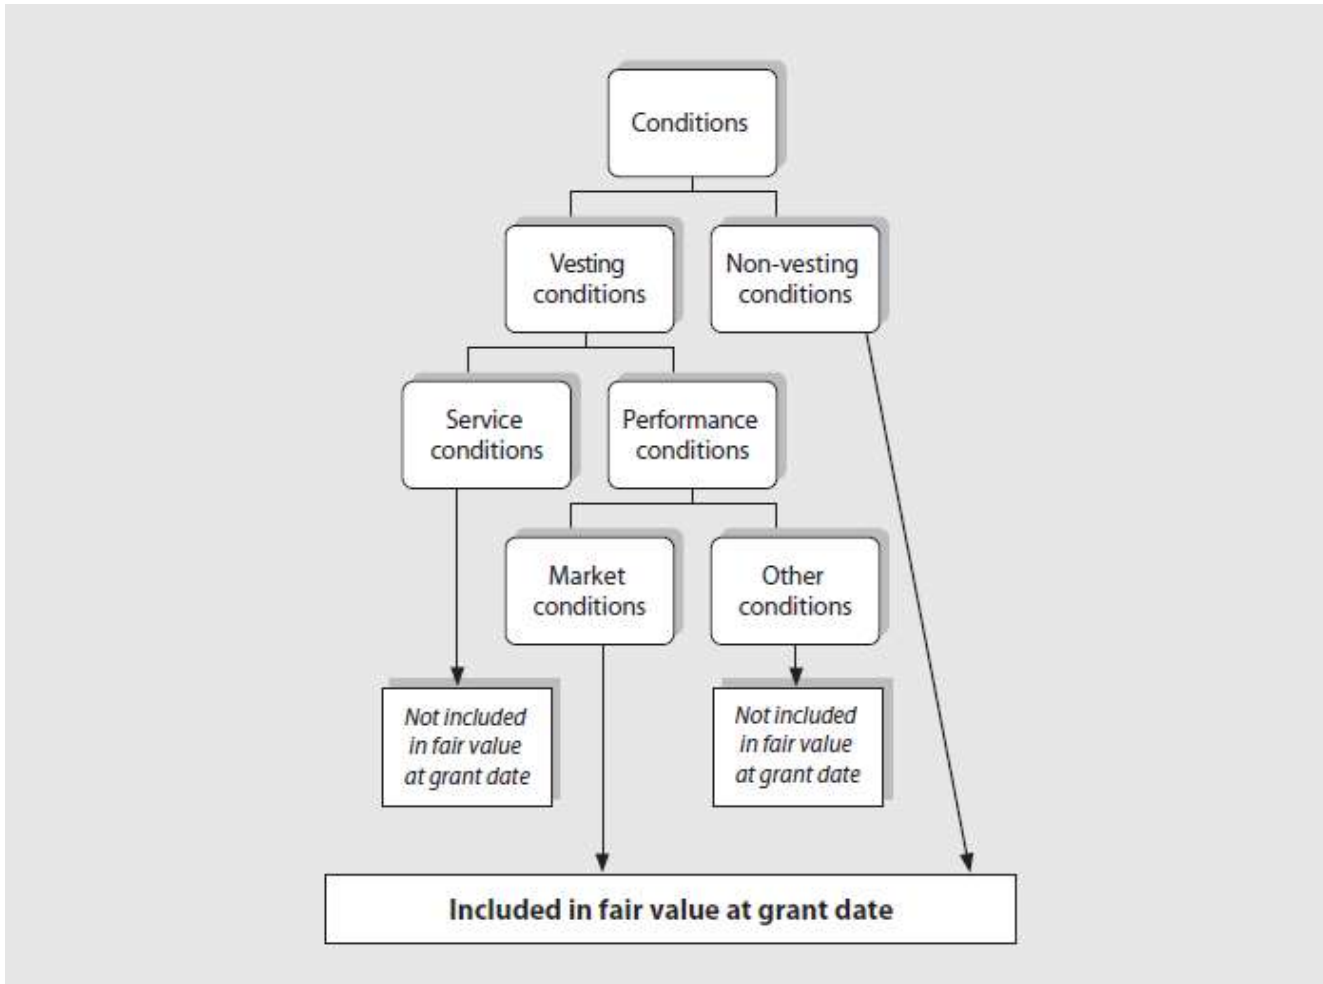 Conditions
Vesting
conditions
Non-vesting
conditions
Service
conditions
Performance
conditions
Market
conditions
Other
conditions
Not included
in fair value
at grant date
Not included
in fair value
at grant date
Included in fair value at grant date